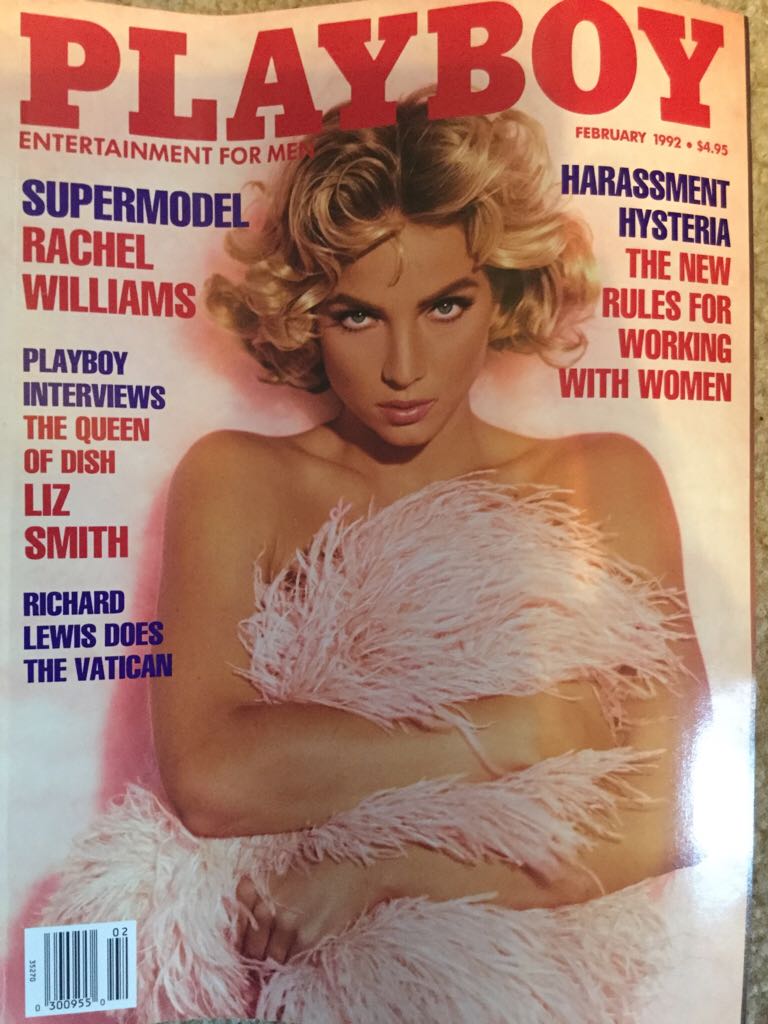 PLAYBOY
ENTERTAINMENT FOR MEN
FEBRUARY 1992 • $4.95
SUPERMODEL
RACHEL
WILLIAMS
PLAYBOY
INTERVIEWS
THE QUEEN
OF DISH
LIZ
SMITH
RICHARD
LEWIS DOES
THE VATICAN
HARASSMENT
HYSTERIA
THE NEW
RULES FOR
WORKING
WITH WOMEN
02
35270
0 300955 0